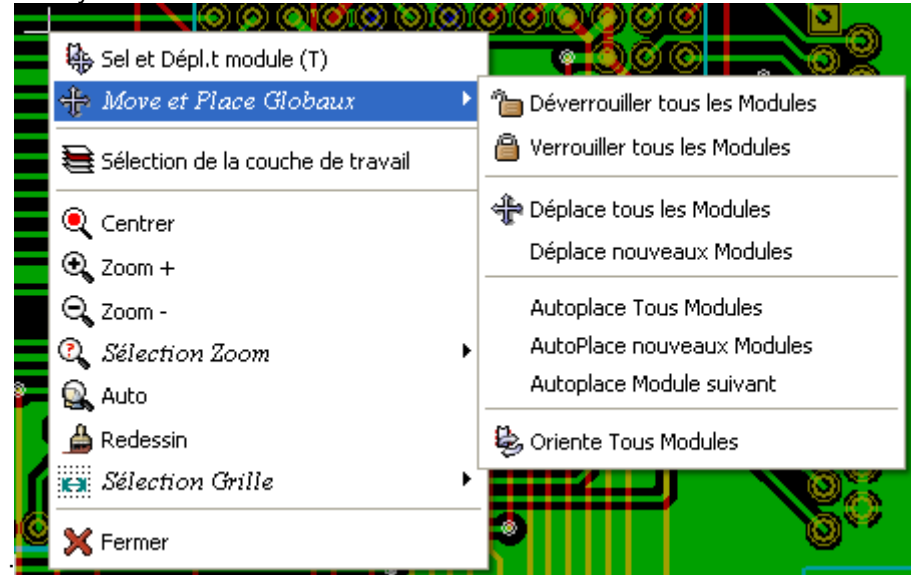 Sel et Dépl.t module (T)
Move et Place Globaux
Sélection de la couche de travail
Centrer
Zoom +
Zoom -
Sélection Zoom
Auto
Redessin
Sélection Grille
Fermer
Déverrouiller tous les Modules
Verrouiller tous les Modules
Déplace tous les Modules
Déplace nouveaux Modules
Autoplace Tous Modules
AutoPlace nouveaux Modules
Autoplace Module suivant
Oriente Tous Modules